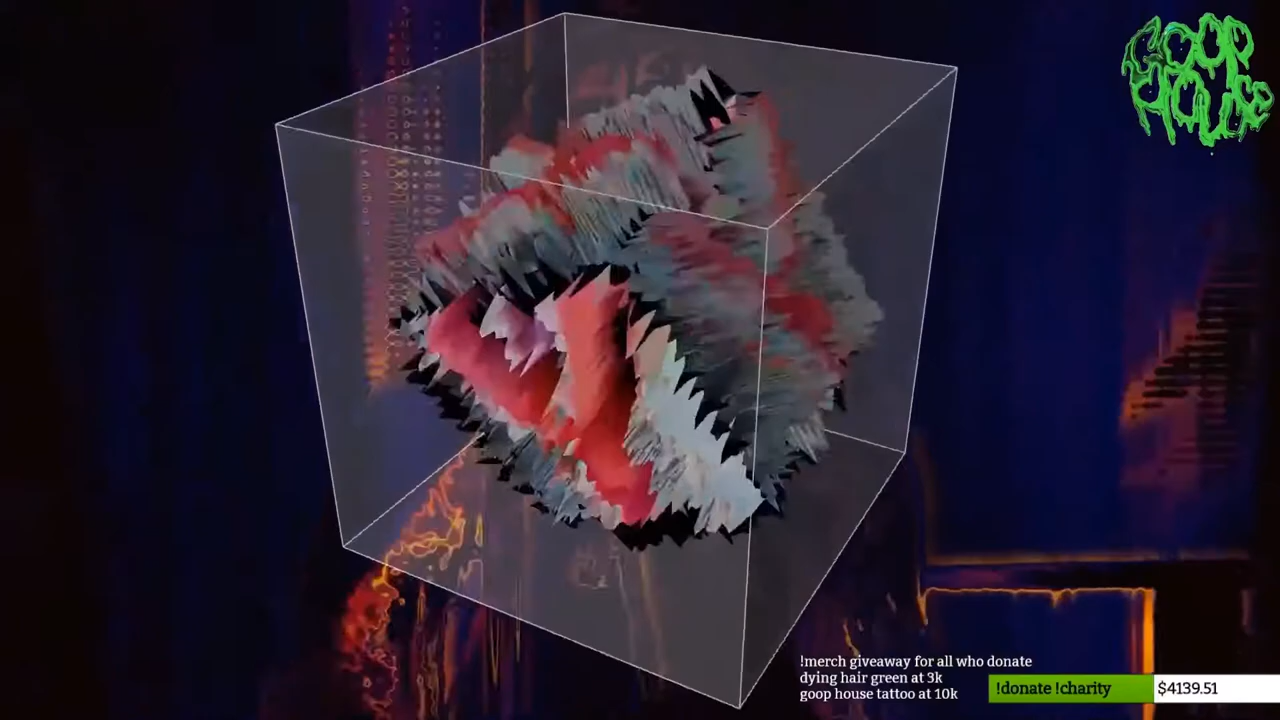 GOOP
HOUSE
!merch giveaway for all who donate
dying hair green at 3k
goop house tattoo at 10k
!donate !charity
$4139.51